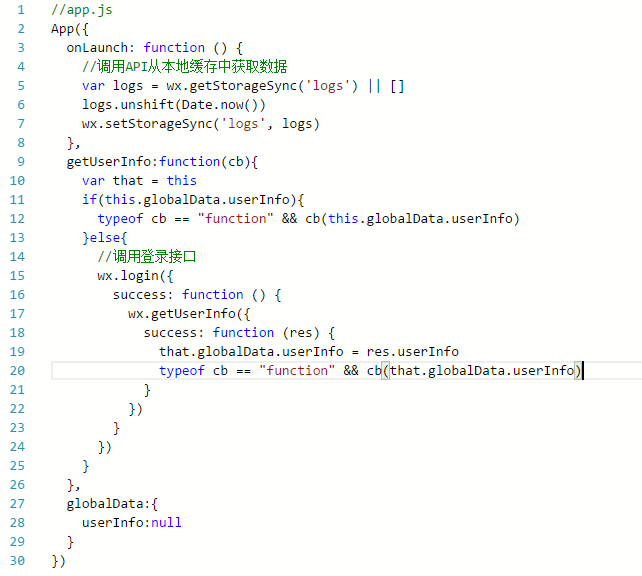 1 //app.js
2 App({
3   onLaunch: function () {
4     //调用API从本地缓存中获取数据
5     var logs = wx.getStorageSync('logs') || []
6     logs.unshift(Date.now())
7     wx.setStorageSync('logs', logs)
8   },
9   getUserInfo:function(cb){
10     var that = this
11     if(this.globalData.userInfo){
12       typeof cb == "function" && cb(this.globalData.userInfo)
13     }else{
14       //调用登录接口
15       wx.login({
16         success: function () {
17           wx.getUserInfo({
18             success: function (res) {
19               that.globalData.userInfo = res.userInfo
20               typeof cb == "function" && cb(that.globalData.userInfo)
21             }
22           })
23         }
24       })
25     }
26   },
27   globalData:{
28     userInfo:null
29   }
30 })